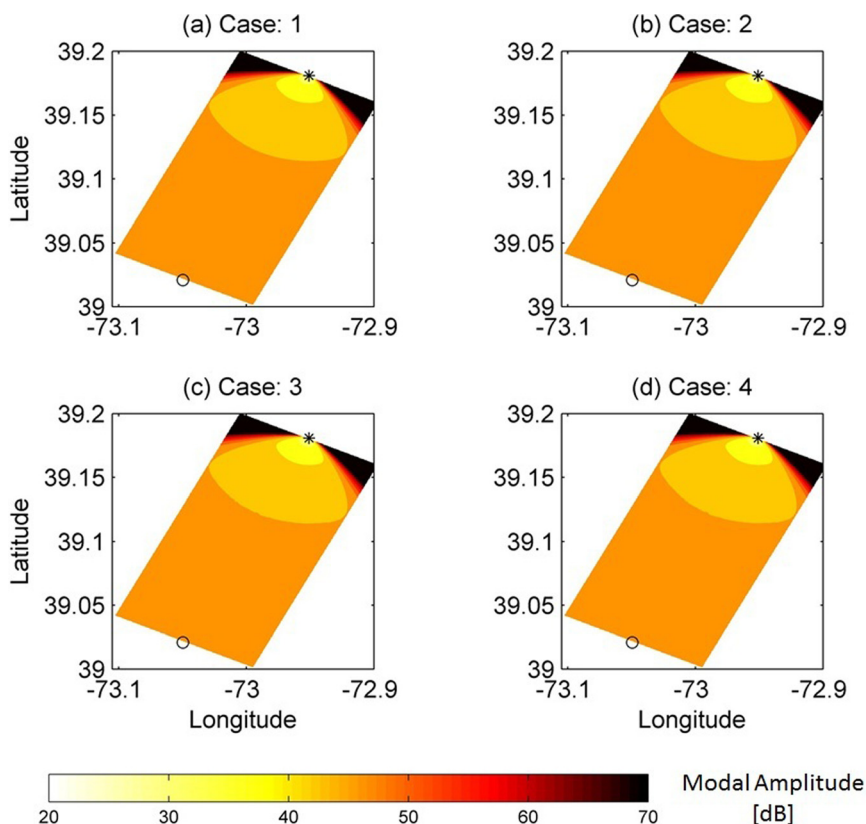 (a) Case: 1
(b) Case: 2
39.2
39.15
39.1
39.05
39
Latitude
-73.1 -73 -72.9
39.2
39.15
39.1
39.05
39
-73.1 -73 -72.9
(c) Case: 3
(d) Case: 4
39.2
39.15
39.1
39.05
39
Latitude
-73.1 -73 -72.9
Longitude
39.2
39.15
39.1
39.05
39
-73.1 -73 -72.9
Longitude
20 30 40 50 60 70
Modal Amplitude
[dB]